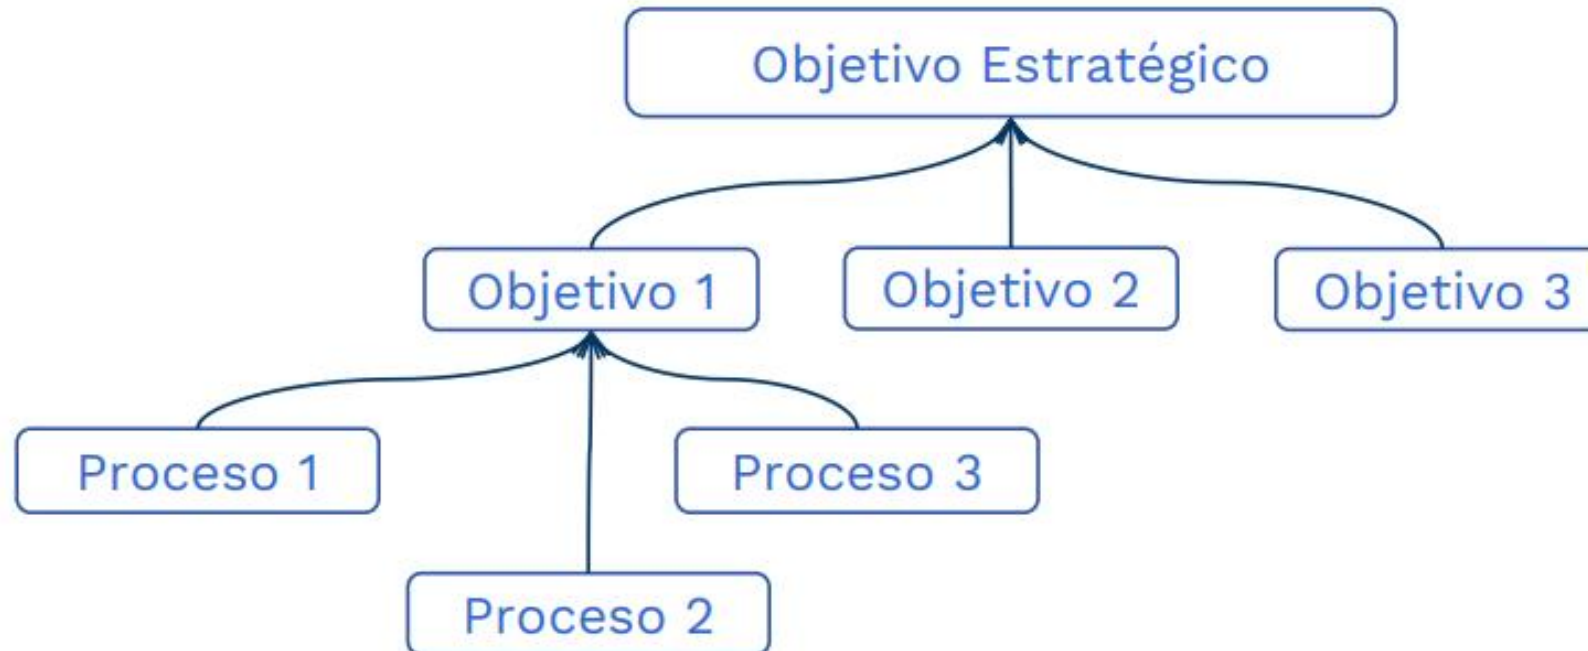 Objetivo Estratégico
Objetivo 1
Objetivo 2
Objetivo 3
Proceso 1
Proceso 3
Proceso 2